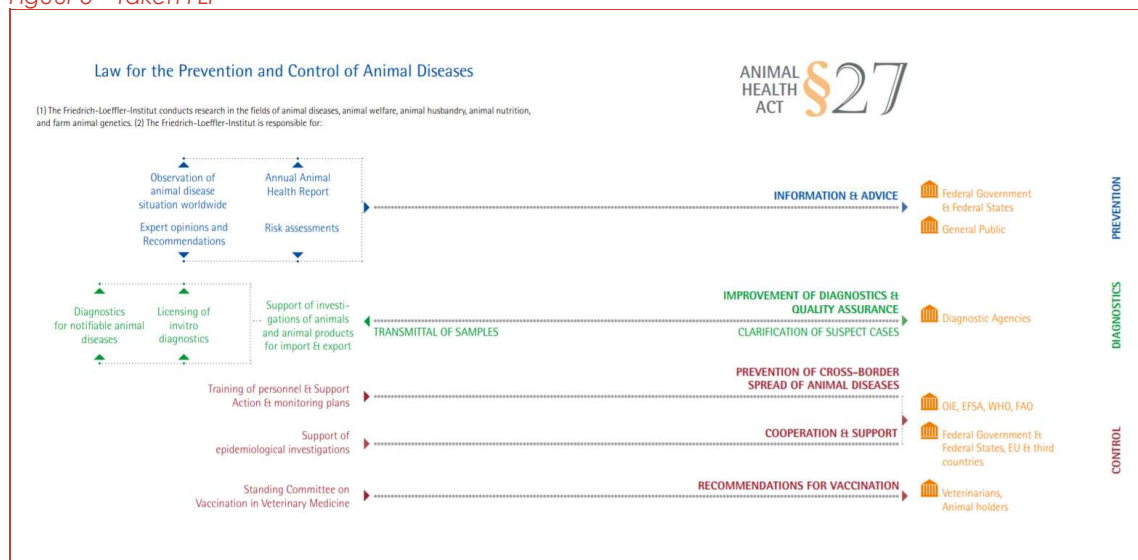 Figuur 3 - Taken FLI
Law for the Prevention and Control of Animal Diseases
ANIMAL
HEALTH
ACT
§27
(1) The Friedrich-Loeffler-Institut conducts research in the fields of animal diseases, animal welfare, animal husbandry, animal nutrition,
and farm animal genetics. (2) The Friedrich-Loeffler-Institut is responsible for:
Observation of
animal disease
situation worldwide
Annual Animal
Health Report
Expert opinions and
Recommendations
Risk assessments
INFORMATION & ADVICE
Federal Government
& Federal States
General Public
PREVENTION
Diagnostics
for notifiable animal
diseases
Licensing of
invitro
diagnostics
Support of investi-
gations of animals
and animal products
for import & export
TRANSMITTAL OF SAMPLES
IMPROVEMENT OF DIAGNOSTICS &
QUALITY ASSURANCE
CLARIFICATION OF SUSPECT CASES
Diagnostic Agencies
DIAGNOSTICS
Training of personnel & Support
Action & monitoring plans
PREVENTION OF CROSS-BORDER
SPREAD OF ANIMAL DISEASES
OIE, EFSA, WHO, FAO
Support of
epidemiological investigations
COOPERATION & SUPPORT
Federal Government &
Federal States, EU & third
countries
CONTROL
Standing Committee on
Vaccination in Veterinary Medicine
RECOMMENDATIONS FOR VACCINATION
Veterinarians,
Animal holders